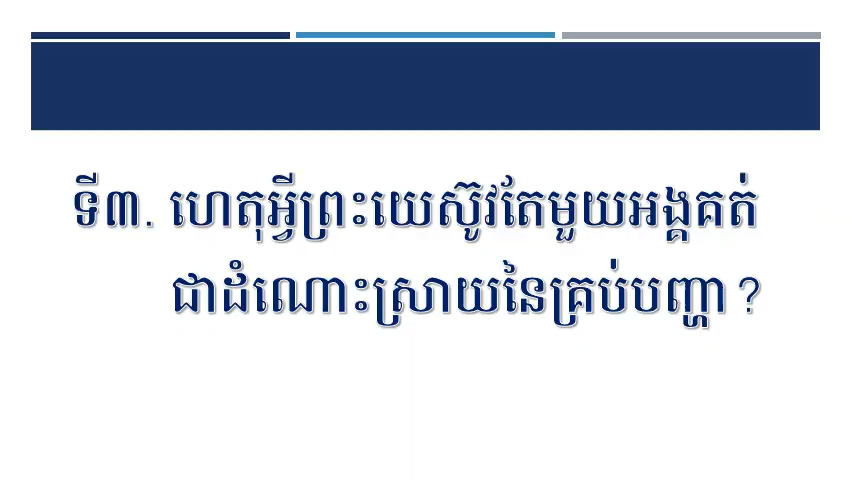 ទី៣. ហេតុអ្វីព្រះយេស៊ូវតែមួយអង្គគត់
ជាដំណោះស្រាយនៃគ្រប់បញ្ហា ?